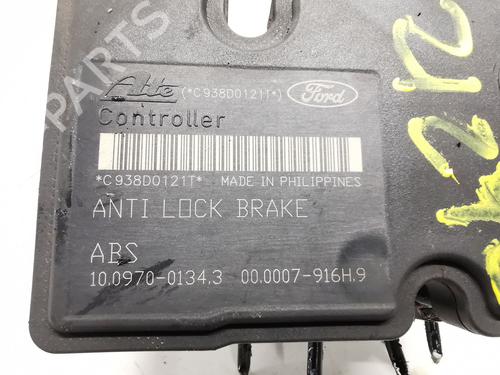 Ate (*C938D0121T*) Ford
Controller
*C938D0121T* MADE IN PHILIPPINES
ANTI LOCK BRAKE
ABS
10.0970-0134.3 00.0007-916H.9
PARTS